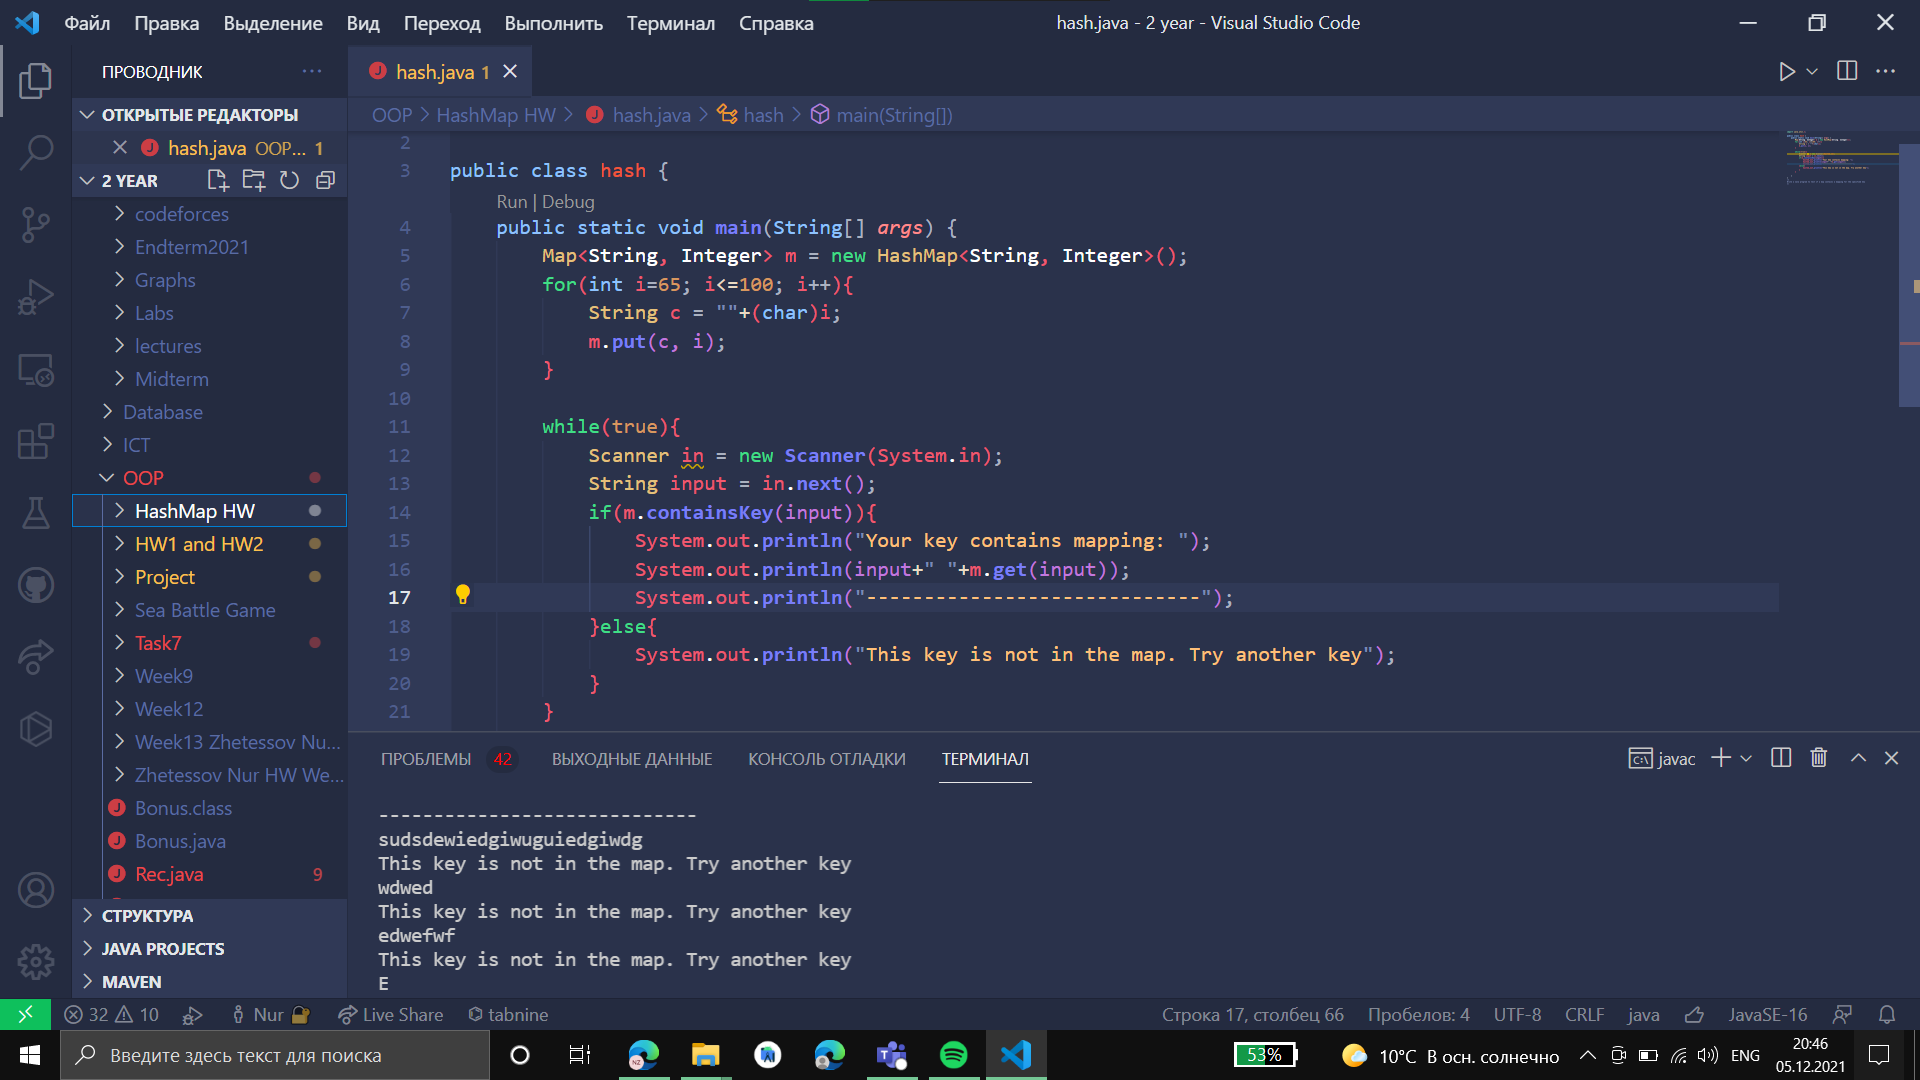 Файл Правка Выделение Вид Переход Выполнить Терминал Справка
hash.java - 2 year - Visual Studio Code
ПРОВОДНИК
hash.java 1
ОТКРЫТЫЕ РЕДАКТОРЫ
hash.java OOP... 1
2 YEAR
codeforces
Endterm2021
Graphs
Labs
lectures
Midterm
Database
ICT
OOP
HashMap HW
HW1 and HW2
Project
Sea Battle Game
Task7
Week9
Week12
Week13 Zhetessov Nu...
Zhetessov Nur HW We...
Bonus.class
Bonus.java
Rec.java 9
СТРУКТУРА
JAVA PROJECTS
MAVEN
OOP > HashMap HW > hash.java > hash > main(String[])
2
3 public class hash {
Run | Debug
4 public static void main(String[] args) {
5 Map<String, Integer> m = new HashMap<String, Integer>();
6 for(int i=65; i<=100; i++){
7 String c = ""+(char)i;
8 m.put(c, i);
9 }
10
11 while(true){
12 Scanner in = new Scanner(System.in);
13 String input = in.next();
14 if(m.containsKey(input)){
15 System.out.println("Your key contains mapping: ");
16 System.out.println(input+" "+m.get(input));
17 System.out.println("-----------------------------");
18 }else{
19 System.out.println("This key is not in the map. Try another key");
20 }
21 }
ПРОБЛЕМЫ 42 ВЫХОДНЫЕ ДАННЫЕ КОНСОЛЬ ОТЛАДКИ ТЕРМИНАЛ
javac
-----------------------------
sudsdewiedgiwuguiedgiwdg
This key is not in the map. Try another key
wdwed
This key is not in the map. Try another key
edwefwf
This key is not in the map. Try another key
E
32 10 Nur Live Share tabnine
Строка 17, столбец 66 Пробелов: 4 UTF-8 CRLF java JavaSE-16
Введите здесь текст для поиска
53% 10°C В осн. солнечно ENG
20:46
05.12.2021